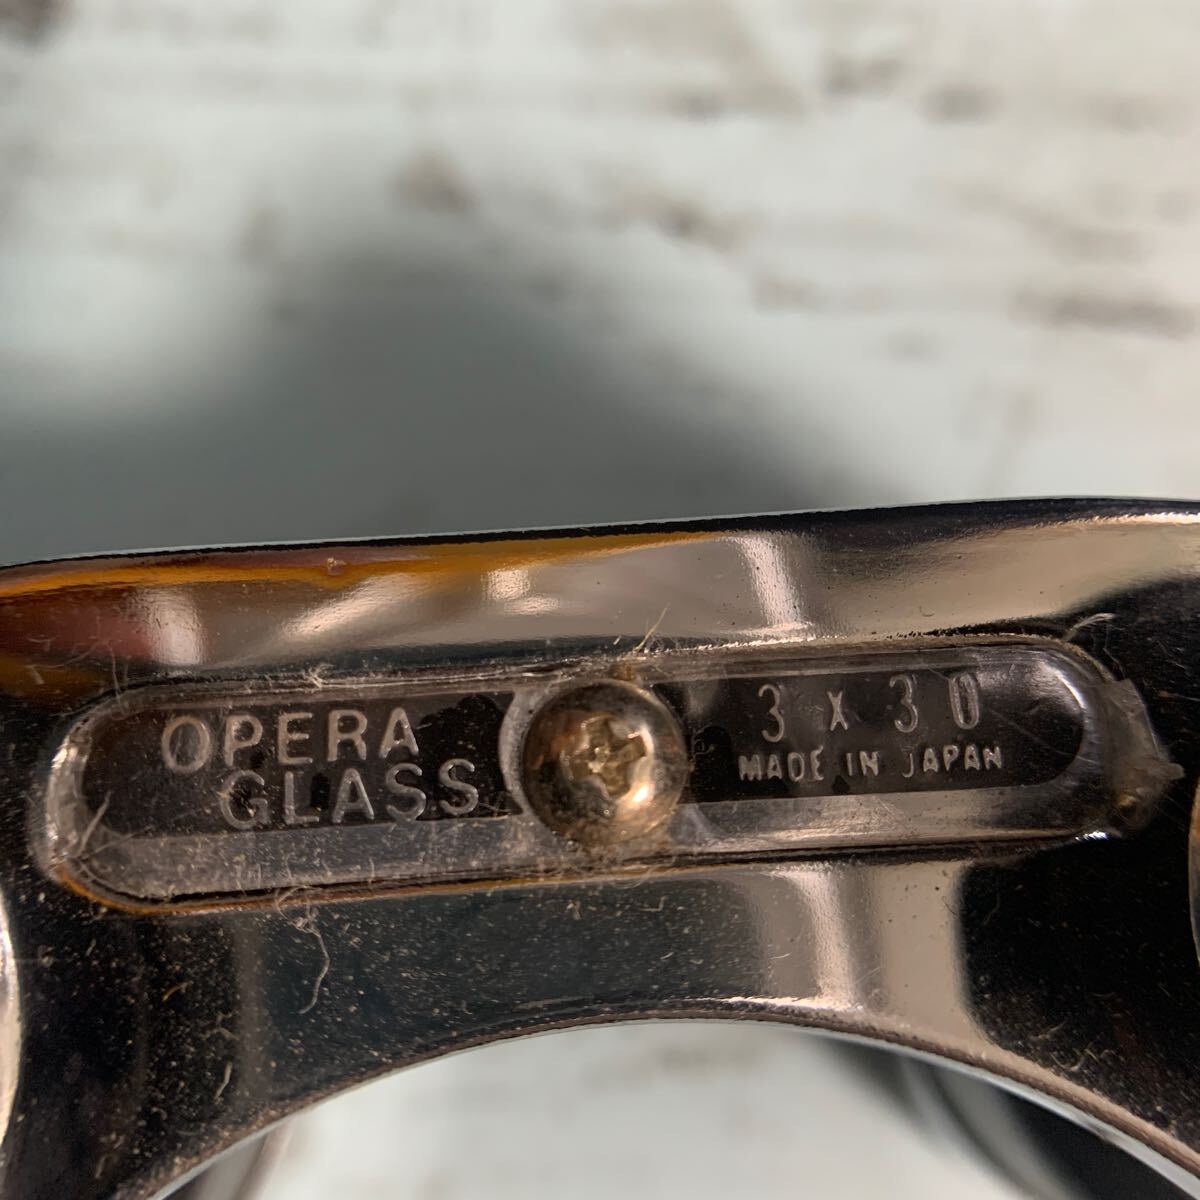 OPERA
GLASS
3 x 30
MADE IN JAPAN